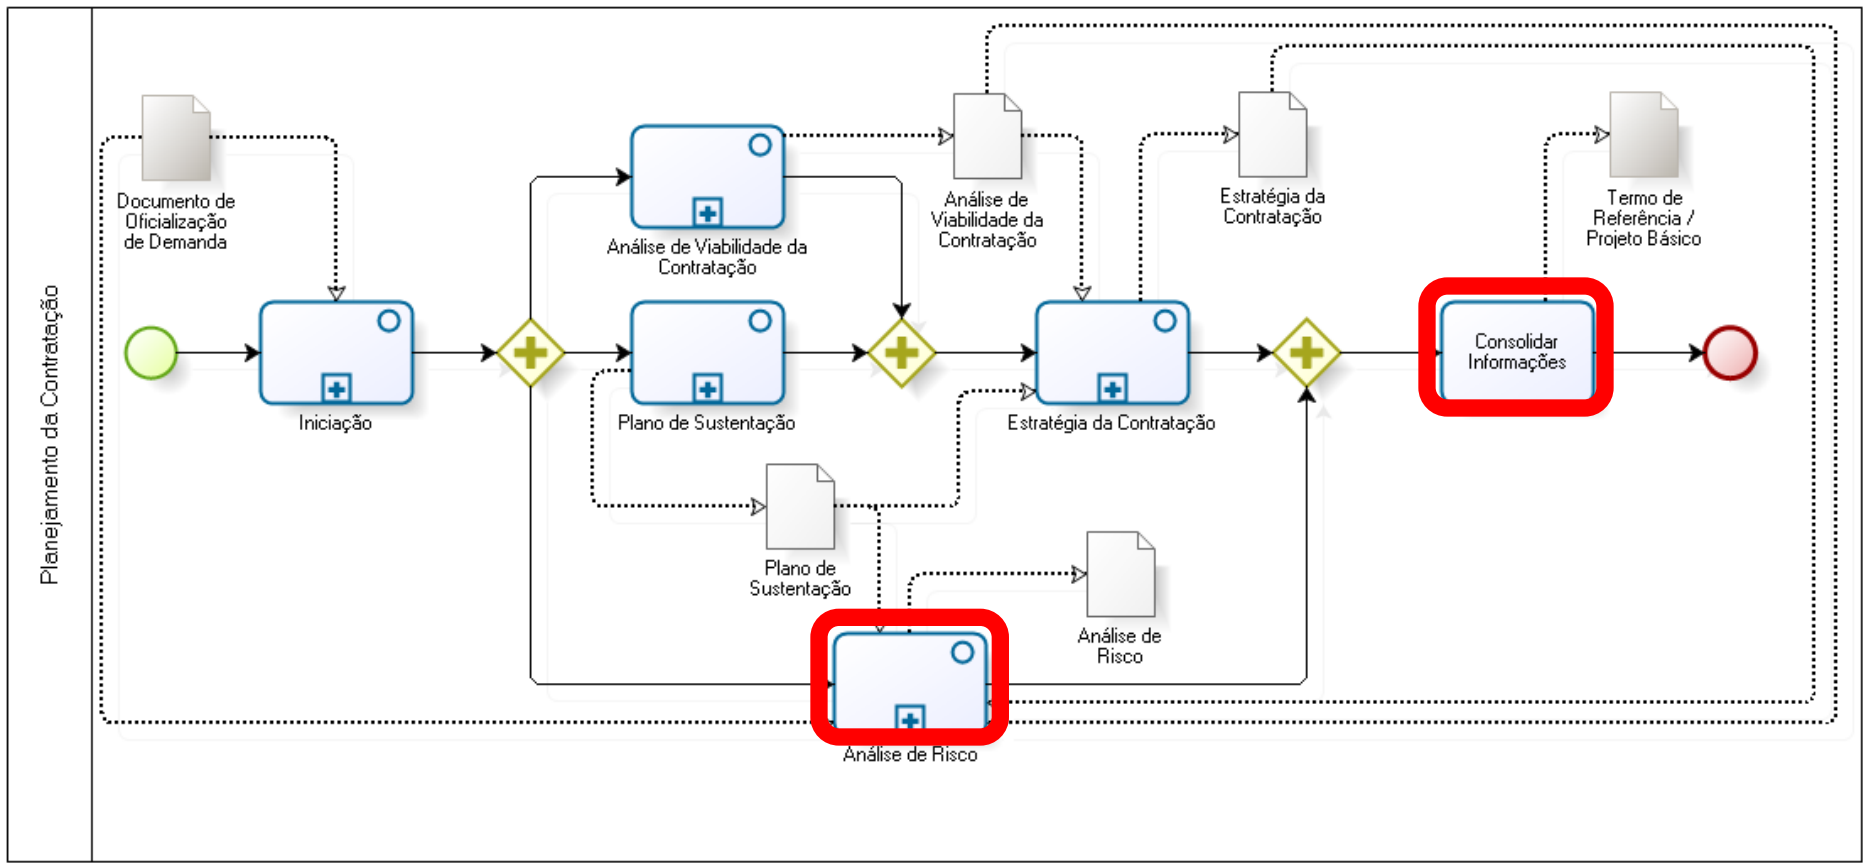 Planejamento da Contratação
Documento de
Oficialização
de Demanda
Iniciação
Análise de Viabilidade da
Contratação
Plano de Sustentação
Plano de
Sustentação
Análise de
Viabilidade da
Contratação
Estratégia da Contratação
Estratégia da
Contratação
Análise de
Risco
Análise de Risco
Termo de
Referência /
Projeto Básico
Consolidar
Informações